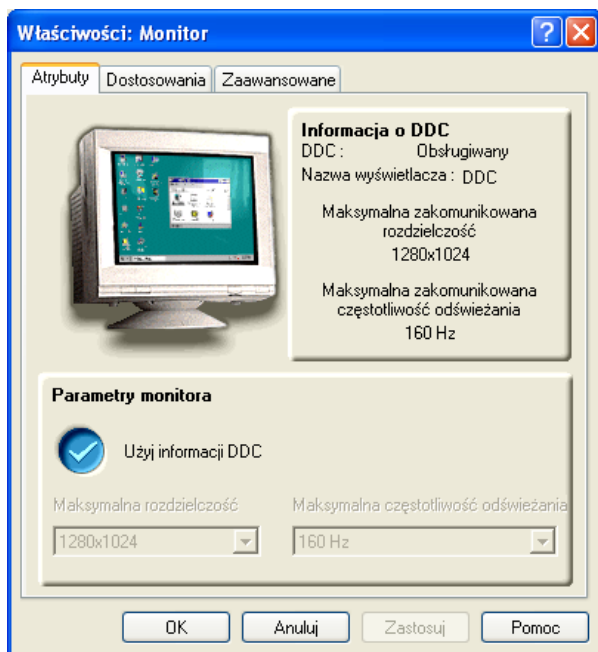 Właściwości: Monitor
Atrybuty Dostosowania Zaawansowane
Informacja o DDC
DDC : Obsługiwany
Nazwa wyświetlacza : DDC
Maksymalna zakomunikowana
rozdzielczość
1280x1024
Maksymalna zakomunikowana
częstotliwość odświeżania
160 Hz
Parametry monitora
Użyj informacji DDC
Maksymalna rozdzielczość Maksymalna częstotliwość odświeżania
1280x1024 160 Hz
OK Anuluj Zastosuj Pomoc